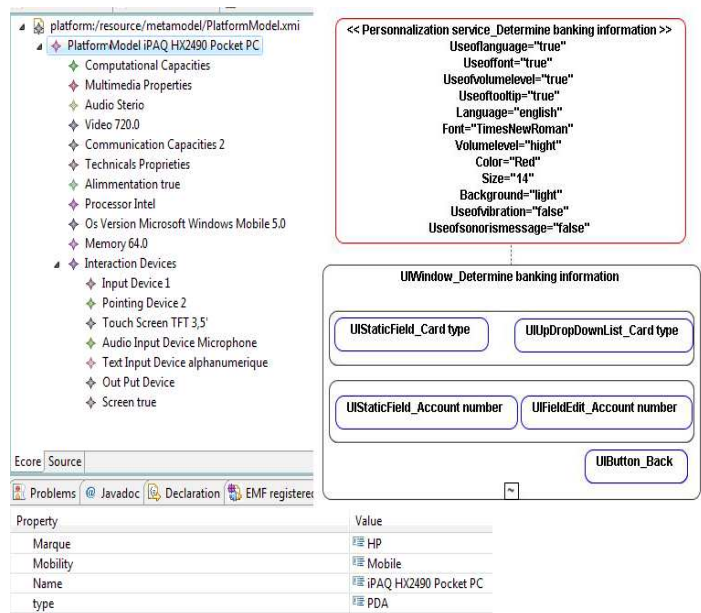 platform:/resource/metamodel/PlatformModel.xmi
PlatformModel iPAQ HX2490 Pocket PC
Computational Capacities
Multimedia Properties
Audio Sterio
Video 720.0
Communication Capacities 2
Technicals Proprieties
Alimmentation true
Processor Intel
Os Version Microsoft Windows Mobile 5.0
Memory 64.0
Interaction Devices
Input Device 1
Pointing Device 2
Touch Screen TFT 3,5'
Audio Input Device Microphone
Text Input Device alphanumerique
Out Put Device
Screen true
Ecore Source
Problems @ Javadoc Declaration EMF registered
Property Value
Marque HP
Mobility Mobile
Name iPAQ HX2490 Pocket PC
type PDA
<< Personnalization service_Determine banking information >>
Useoflanguage="true"
Useoffont="true"
Useofvolumelevel="true"
Useoftooltip="true"
Language="english"
Font="TimesNewRoman"
Volumelevel="hight"
Color="Red"
Size="14"
Background="light"
Useofvibration="false"
Useofsonorismessage="false"
UIWindow_Determine banking information
UIStaticField_Card type
UIUpDropDownList_Card type
UIStaticField_Account number
UIFieldEdit_Account number
UIButton_Back
~